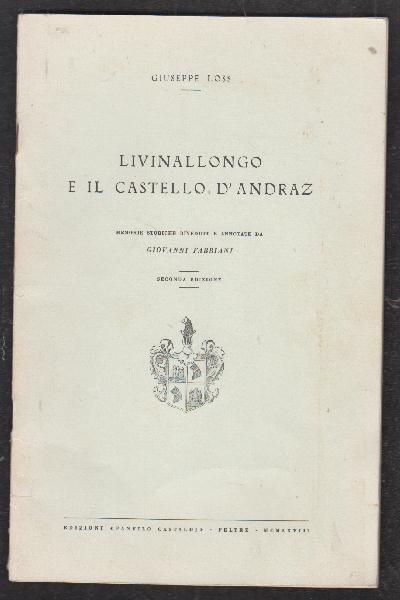 GIUSEPPE LOSS
LIVINALLONGO
E IL CASTELLO D'ANDRAZ
MEMORIE STORICHE RIVEDUTE E ANNOTATE DA
GIOVANNI FABBIANI
SECONDA EDIZIONE
EDIZIONI «PANFILO CASTALDI» - FELTRE -